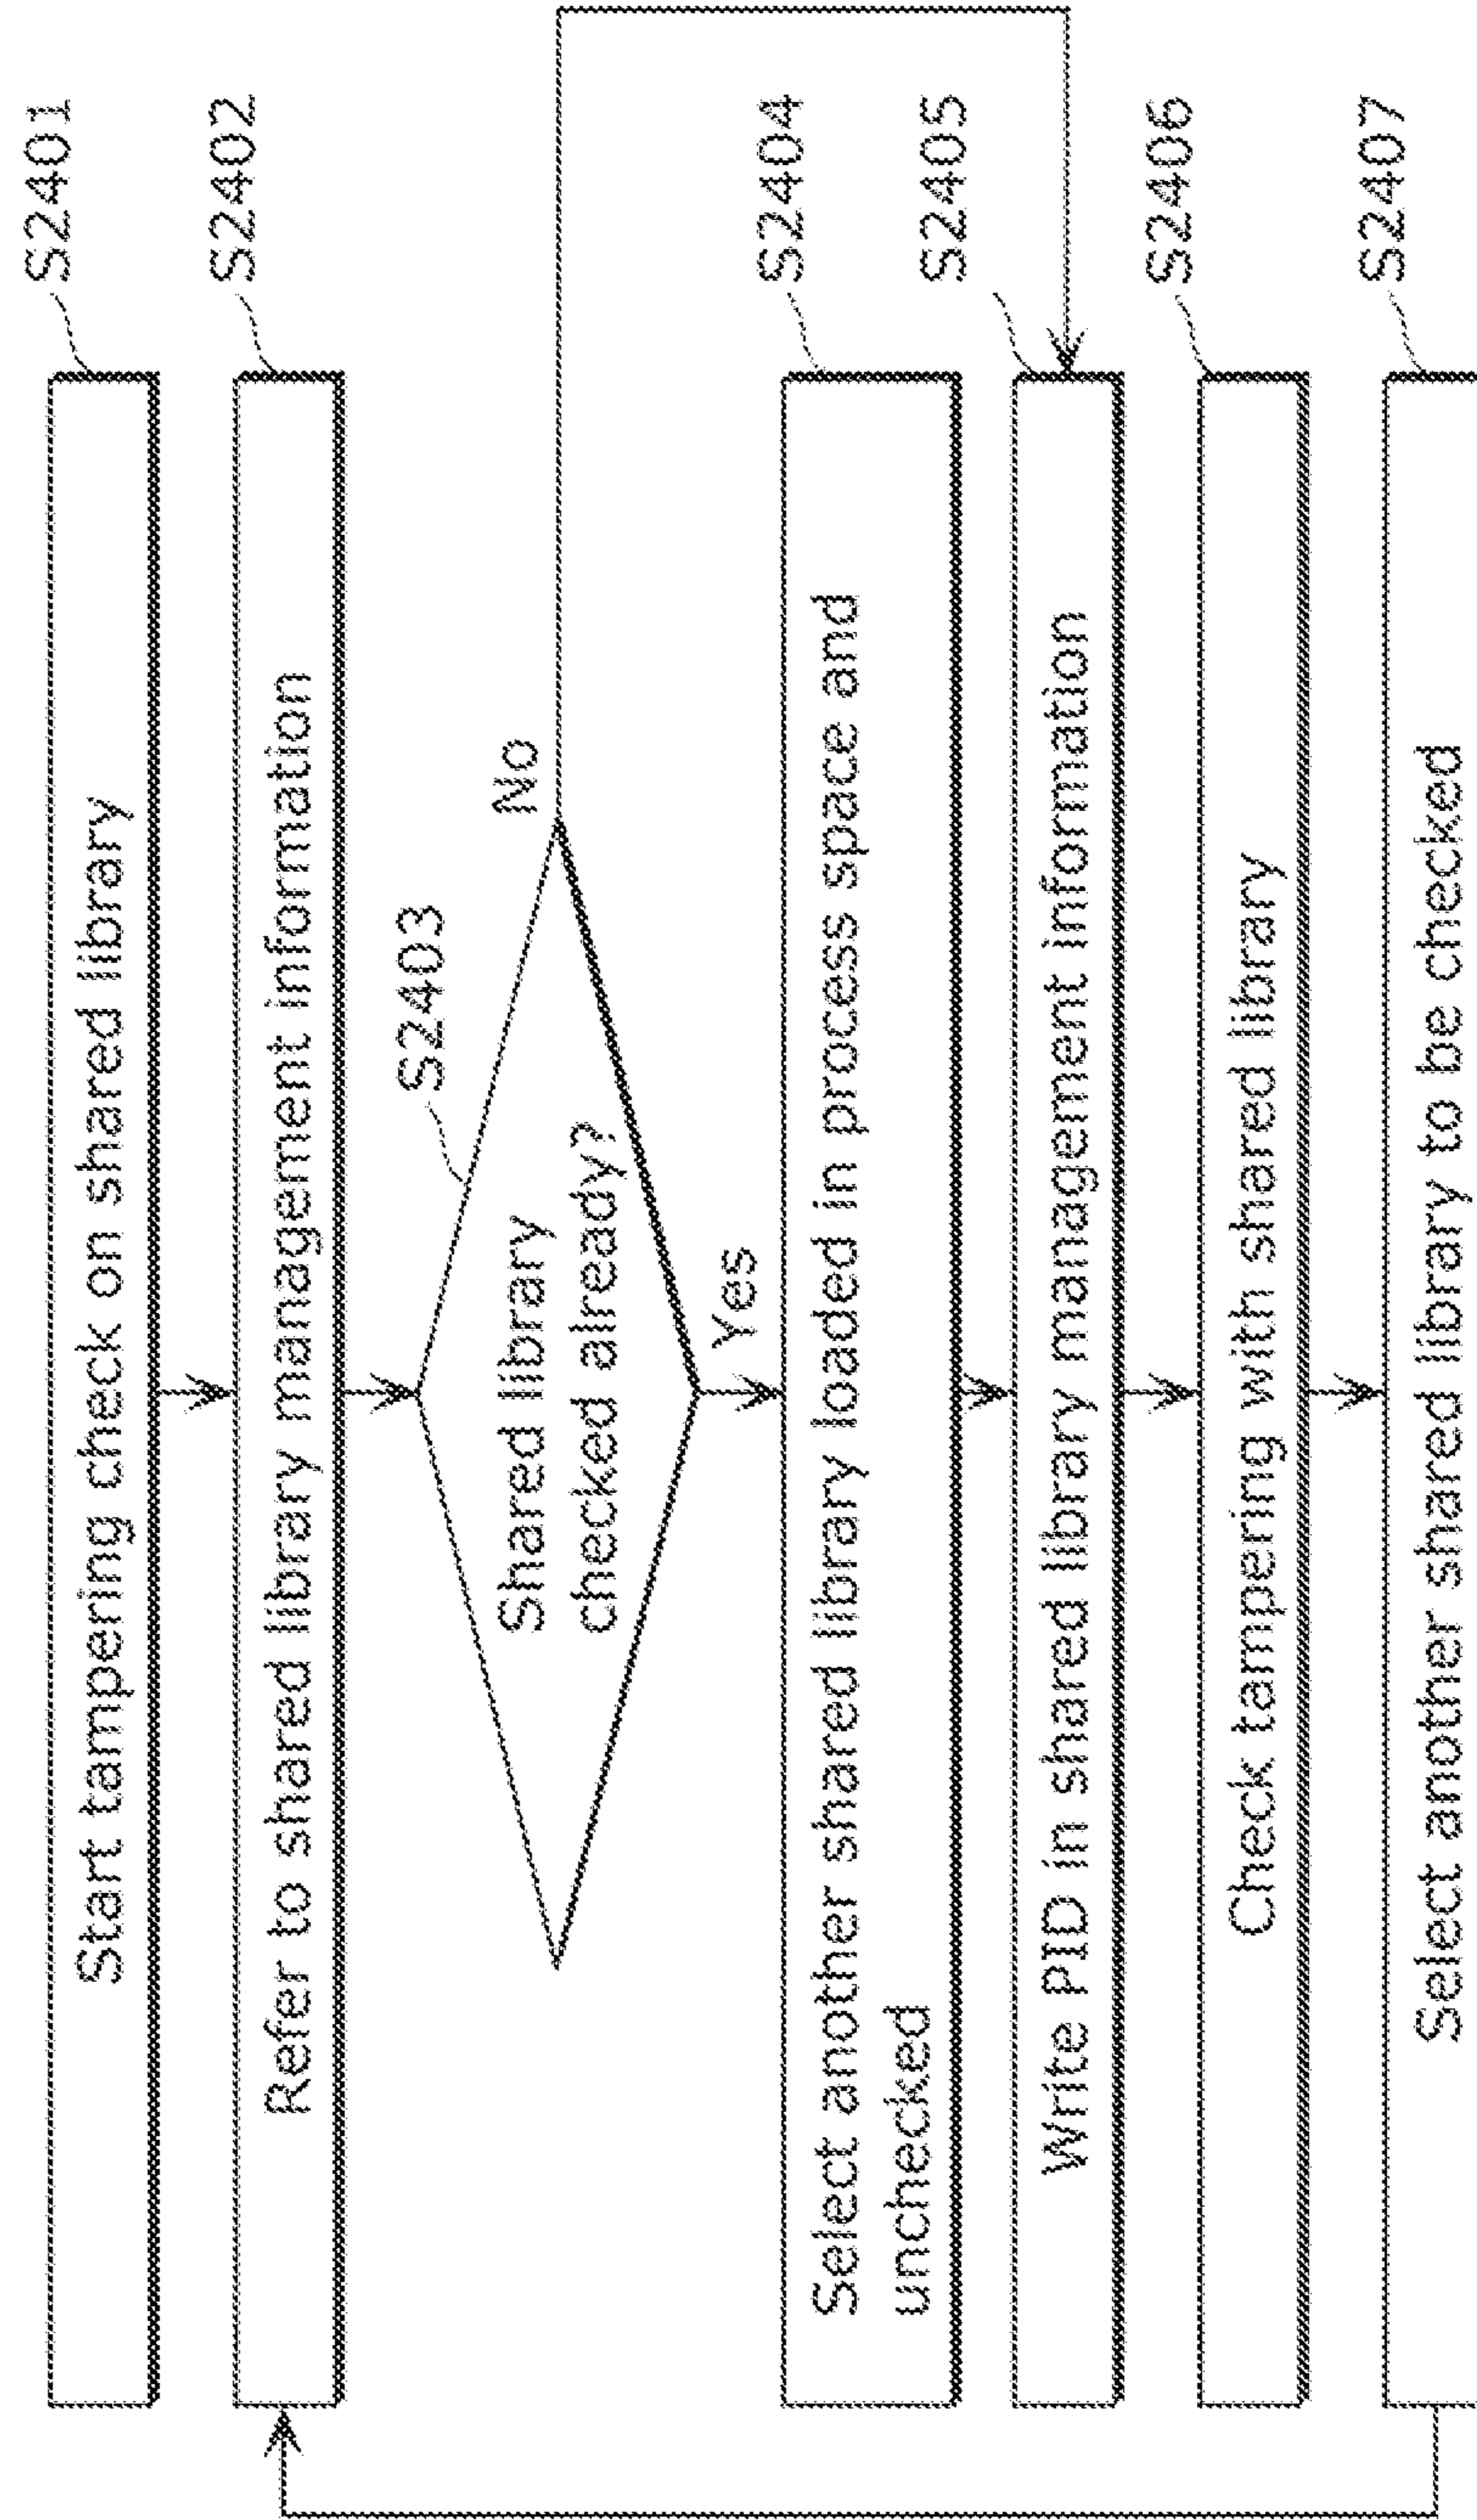 Start tampering check on shared library
S2401
Refer to shared library management information
S2402
S2403
Shared library
checked already?
No
Yes
Select another shared library loaded in process space and
unchecked
S2404
Write PID in shared library management information
S2405
Check tampering with shared library
S2406
Select another shared library to be checked
S2407